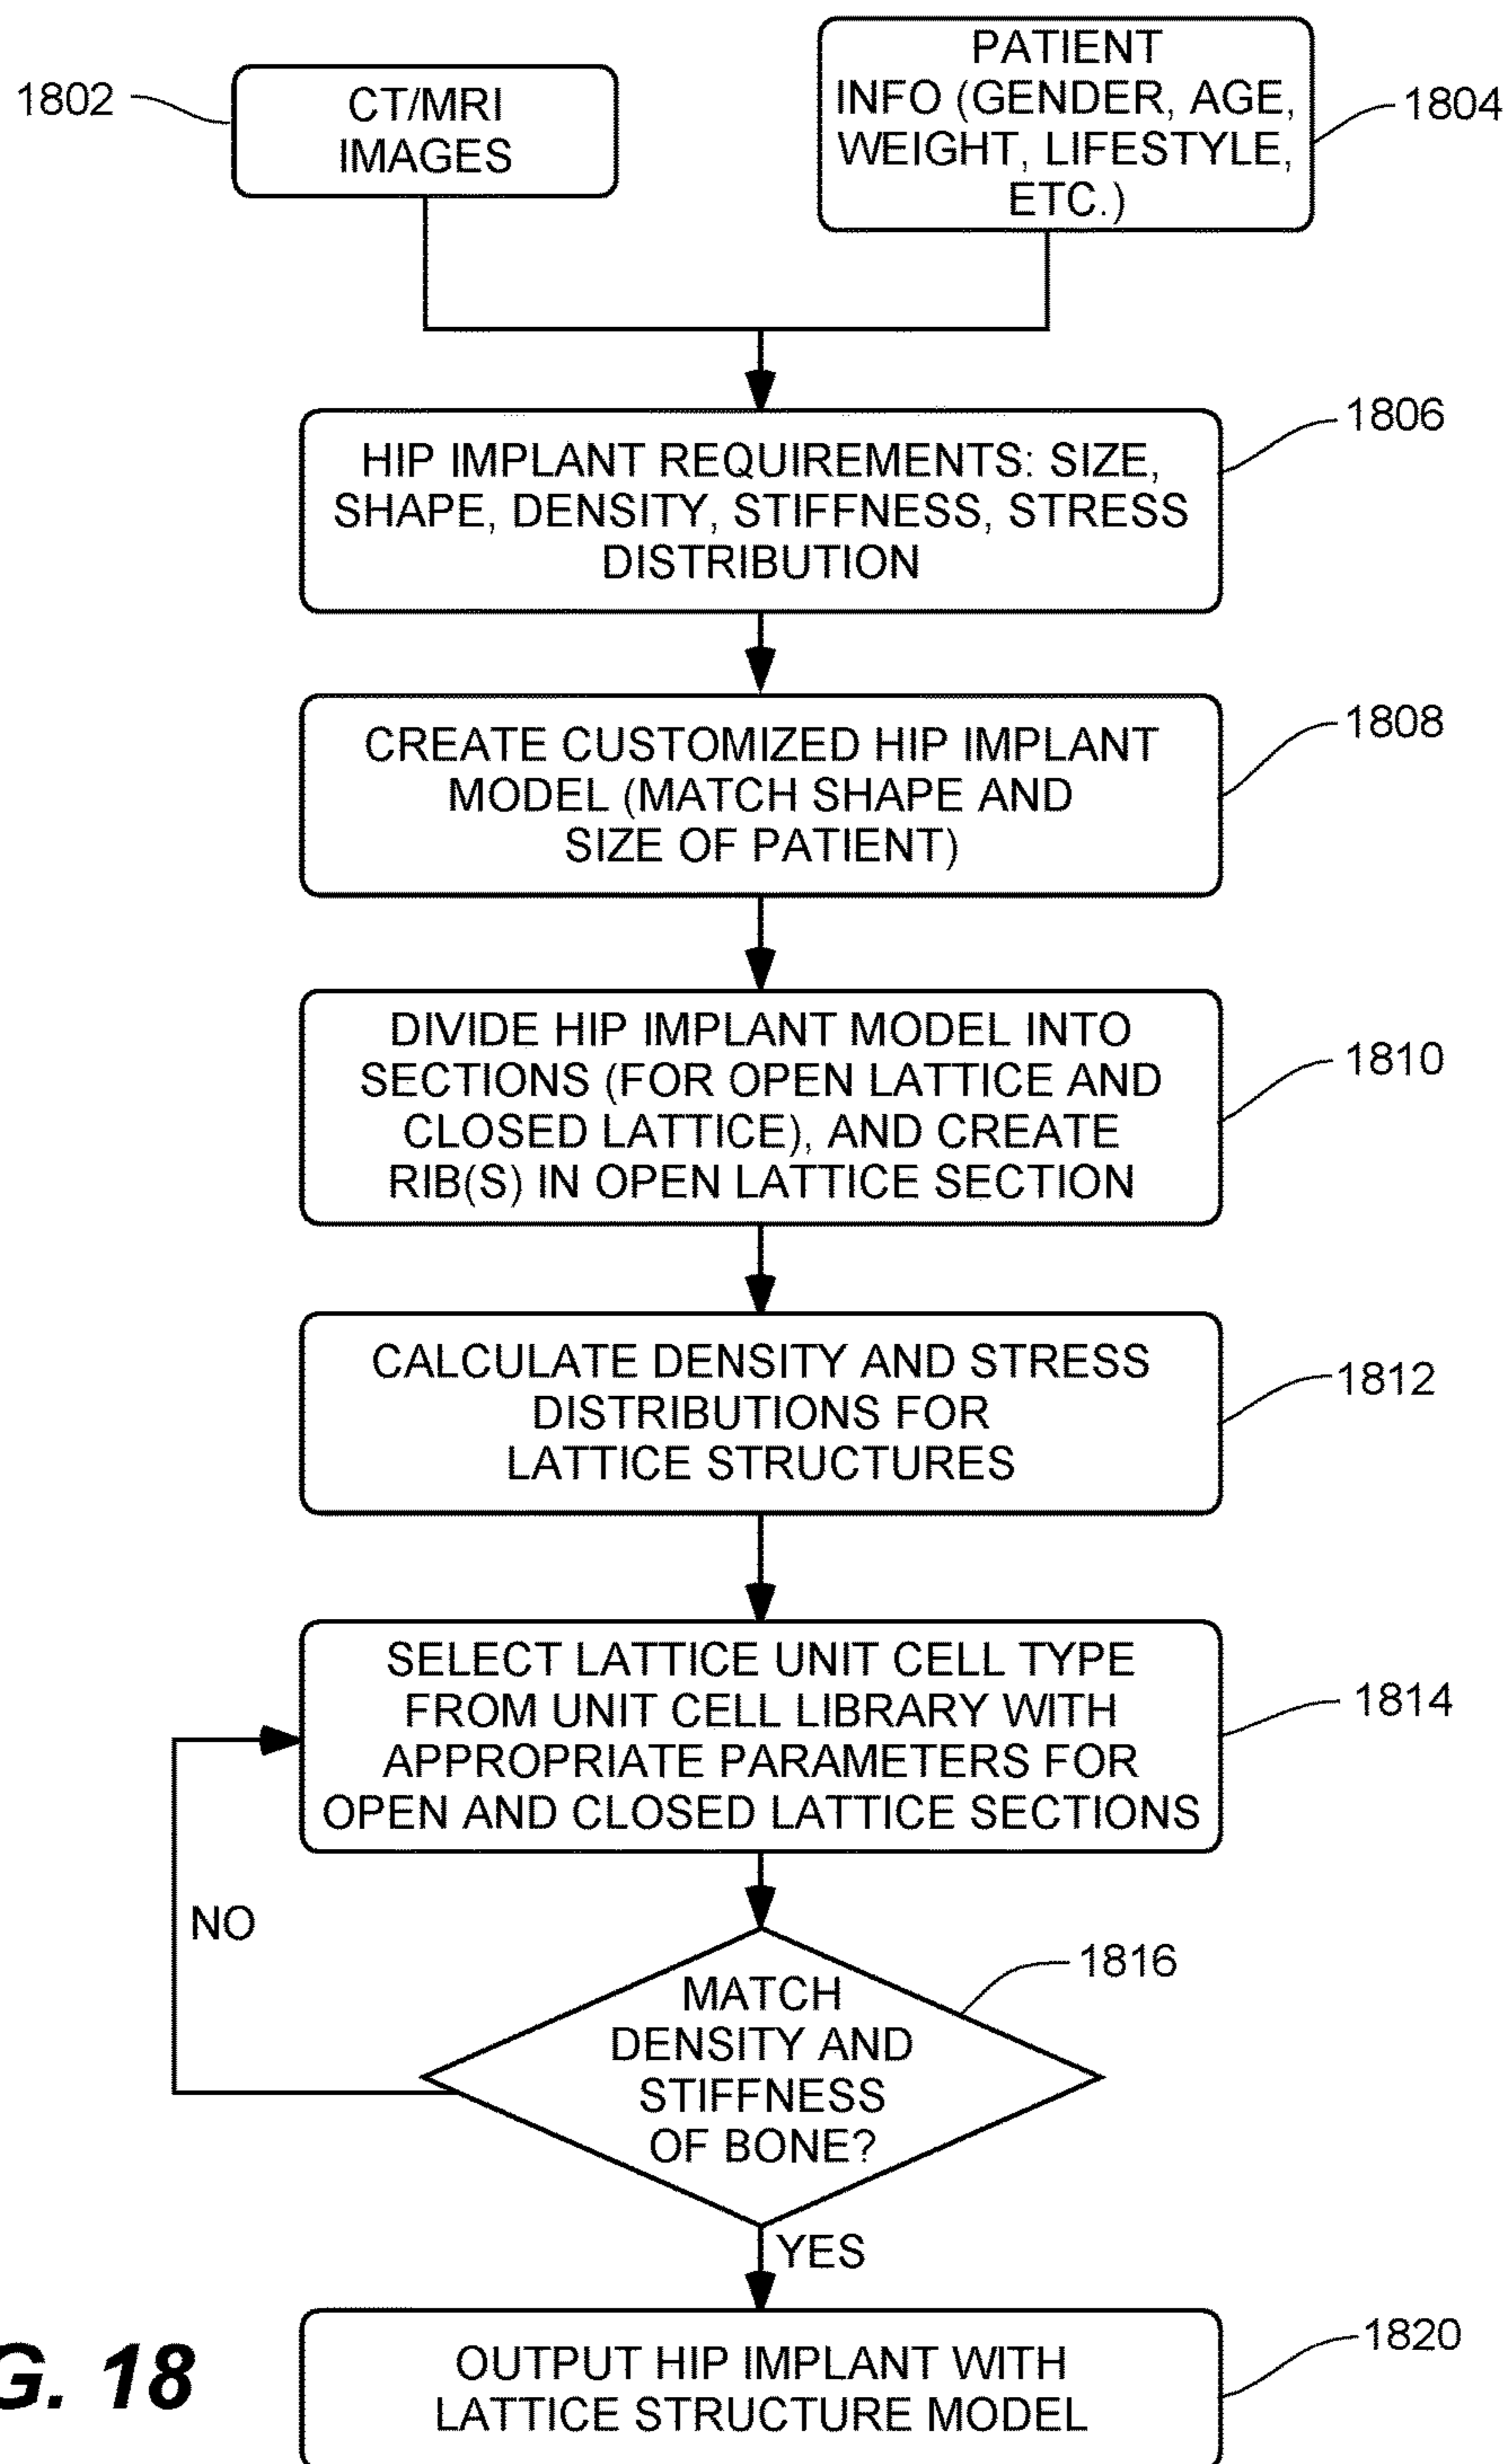 1802
CT/MRI
IMAGES
PATIENT
INFO (GENDER, AGE,
WEIGHT, LIFESTYLE,
ETC.)
1804
HIP IMPLANT REQUIREMENTS: SIZE,
SHAPE, DENSITY, STIFFNESS, STRESS
DISTRIBUTION
1806
CREATE CUSTOMIZED HIP IMPLANT
MODEL (MATCH SHAPE AND
SIZE OF PATIENT)
1808
DIVIDE HIP IMPLANT MODEL INTO
SECTIONS (FOR OPEN LATTICE AND
CLOSED LATTICE), AND CREATE
RIB(S) IN OPEN LATTICE SECTION
1810
CALCULATE DENSITY AND STRESS
DISTRIBUTIONS FOR
LATTICE STRUCTURES
1812
SELECT LATTICE UNIT CELL TYPE
FROM UNIT CELL LIBRARY WITH
APPROPRIATE PARAMETERS FOR
OPEN AND CLOSED LATTICE SECTIONS
1814
NO
MATCH
DENSITY AND
STIFFNESS
OF BONE?
1816
YES
OUTPUT HIP IMPLANT WITH
LATTICE STRUCTURE MODEL
1820
G. 18